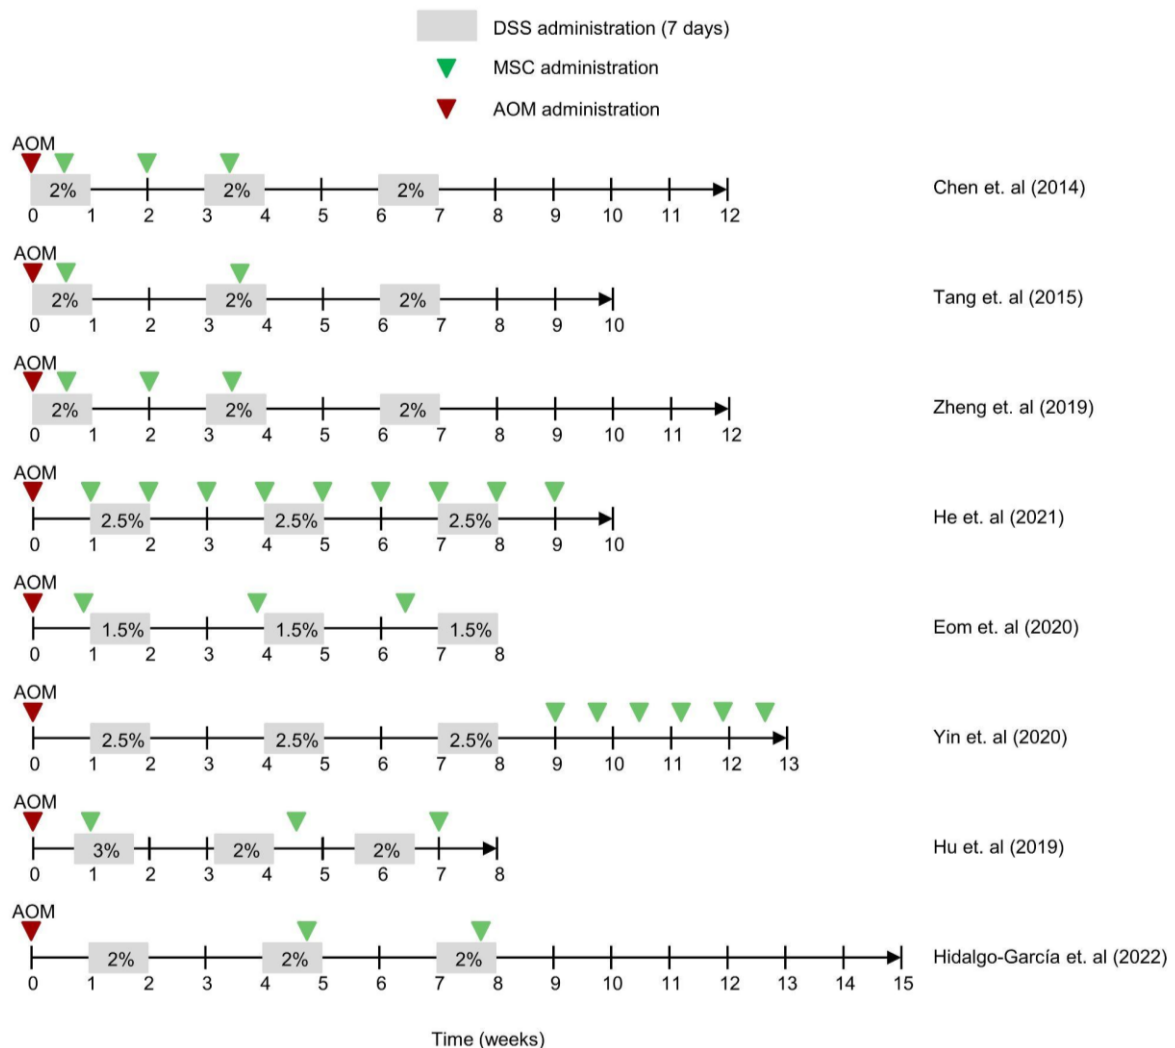 DSS administration (7 days)
MSC administration
AOM administration
AOM
2% 2% 2%
0 1 2 3 4 5 6 7 8 9 10 11 12
Chen et. al (2014)
AOM
2% 2% 2%
0 1 2 3 4 5 6 7 8 9 10
Tang et. al (2015)
AOM
2% 2% 2%
0 1 2 3 4 5 6 7 8 9 10 11 12
Zheng et. al (2019)
AOM
2.5% 2.5% 2.5%
0 1 2 3 4 5 6 7 8 9 10
He et. al (2021)
AOM
1.5% 1.5% 1.5%
0 1 2 3 4 5 6 7 8
Eom et. al (2020)
AOM
2.5% 2.5% 2.5%
0 1 2 3 4 5 6 7 8 9 10 11 12 13
Yin et. al (2020)
AOM
3% 2% 2%
0 1 2 3 4 5 6 7 8
Hu et. al (2019)
AOM
2% 2% 2%
0 1 2 3 4 5 6 7 8 9 10 11 12 13 14 15
Hidalgo-García et. al (2022)
Time (weeks)